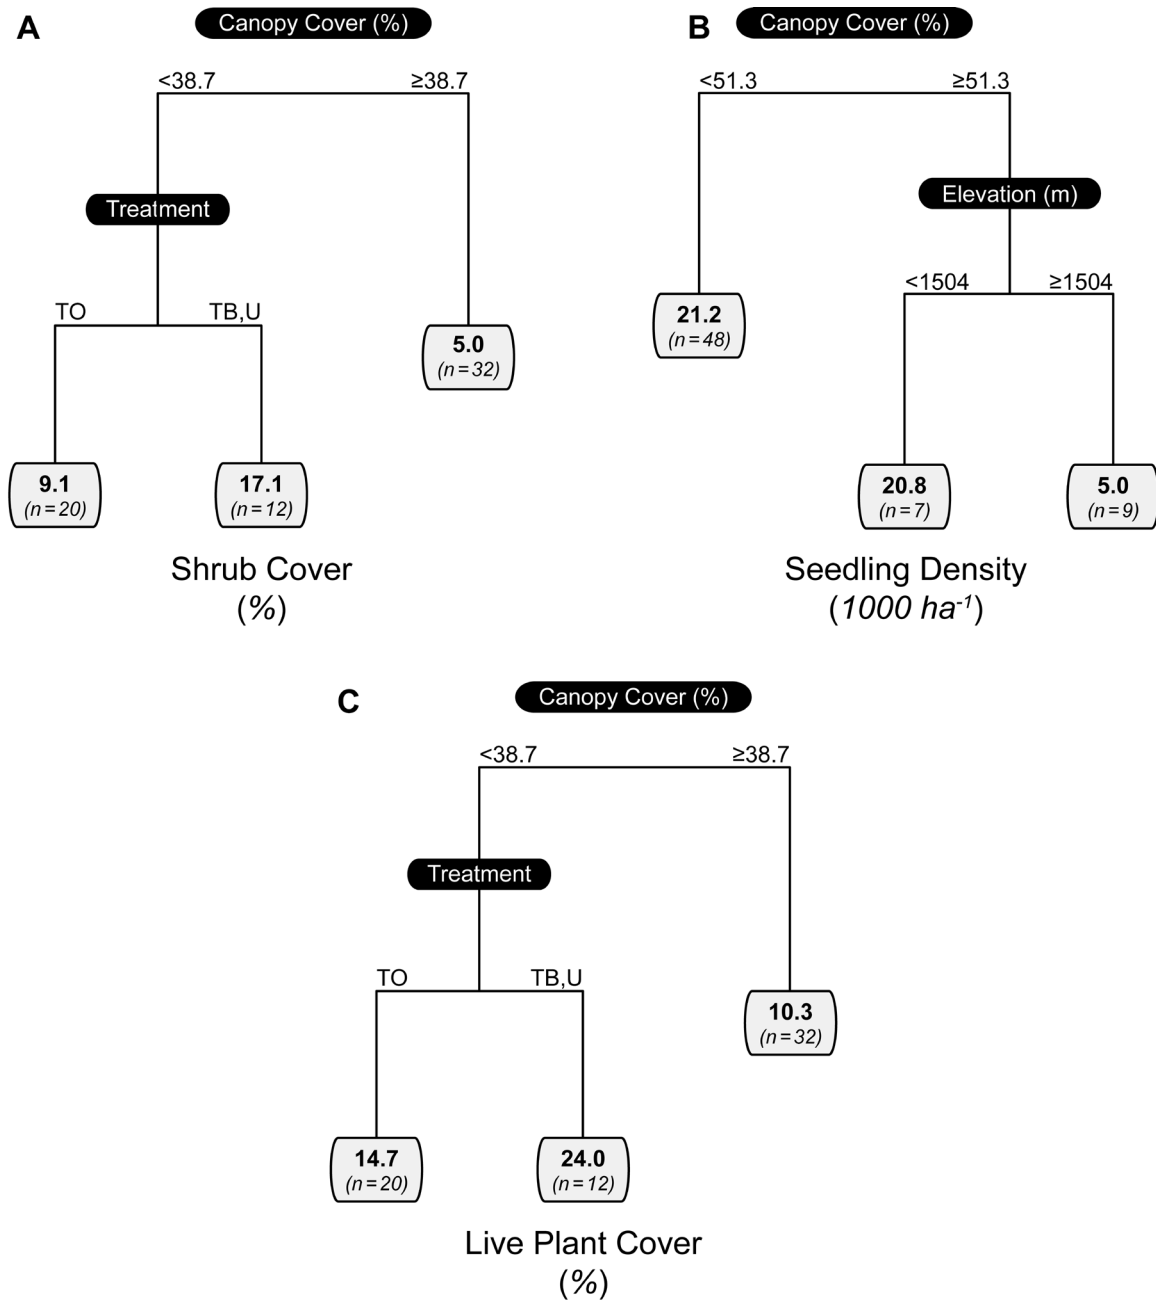 A
Canopy Cover (%)
<38.7
≥38.7
Treatment
TO
TB,U
5.0
(n=32)
9.1
(n=20)
17.1
(n=12)
Shrub Cover
(%)
B
Canopy Cover (%)
<51.3
≥51.3
Elevation (m)
<1504
≥1504
21.2
(n=48)
20.8
(n=7)
5.0
(n=9)
Seedling Density
(1000 ha⁻¹)
C
Canopy Cover (%)
<38.7
≥38.7
Treatment
TO
TB,U
10.3
(n=32)
14.7
(n=20)
24.0
(n=12)
Live Plant Cover
(%)